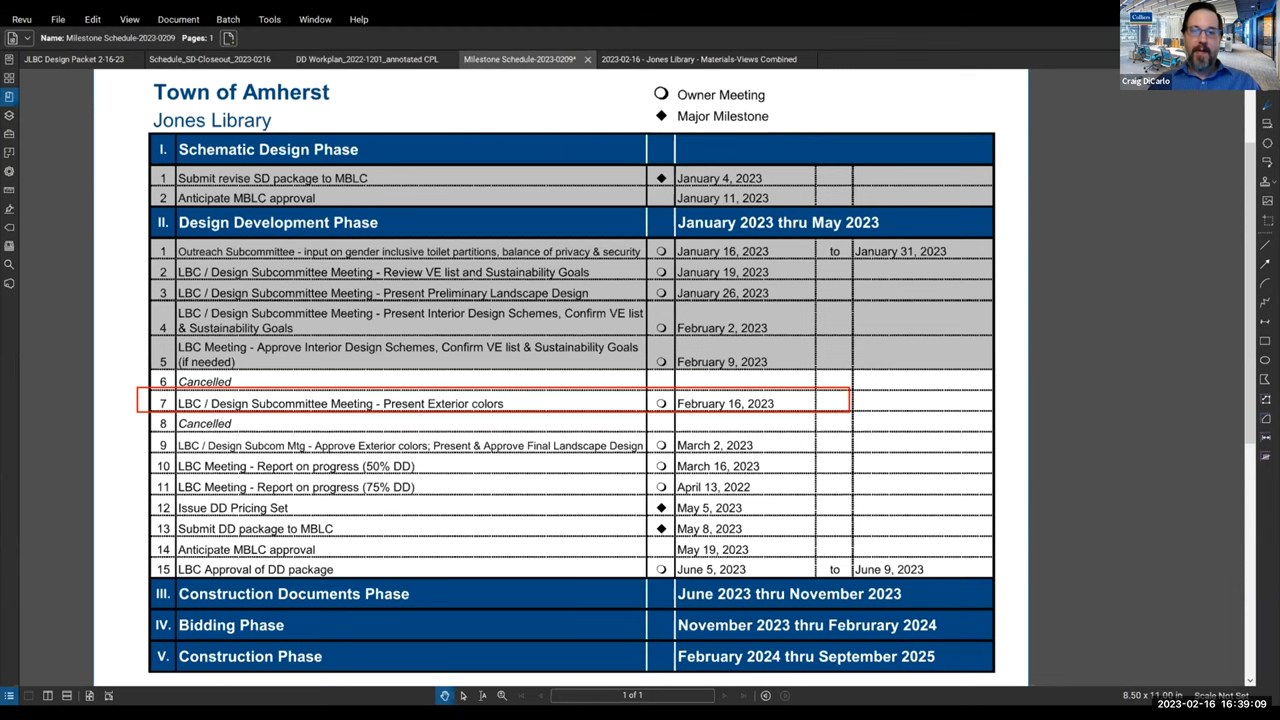 Revu File Edit View Document Batch Tools Window Help
Name: Milestone Schedule-2023-0209 Pages: 1
JLBC Design Packet 2-16-23 Schedule_SD-Closeout_2023-0216 DD Workplan_2022-1201_annotated CPL Milestone Schedule-2023-0209* 2023-02-16 - Jones Library - Materials-Views Combined
Colliers
Craig DiCarlo
Town of Amherst
Jones Library
Owner Meeting
Major Milestone
I. Schematic Design Phase
1 Submit revise SD package to MBLC January 4, 2023
2 Anticipate MBLC approval January 11, 2023
II. Design Development Phase January 2023 thru May 2023
1 Outreach Subcommittee - input on gender inclusive toilet partitions, balance of privacy & security January 16, 2023 to January 31, 2023
2 LBC / Design Subcommittee Meeting - Review VE list and Sustainability Goals January 19, 2023
3 LBC / Design Subcommittee Meeting - Present Preliminary Landscape Design January 26, 2023
LBC / Design Subcommittee Meeting - Present Interior Design Schemes, Confirm VE list
4 & Sustainability Goals February 2, 2023
LBC Meeting - Approve Interior Design Schemes, Confirm VE list & Sustainability Goals
5 (if needed) February 9, 2023
6 Cancelled
7 LBC / Design Subcommittee Meeting - Present Exterior colors February 16, 2023
8 Cancelled
9 LBC / Design Subcom Mtg - Approve Exterior colors; Present & Approve Final Landscape Design March 2, 2023
10 LBC Meeting - Report on progress (50% DD) March 16, 2023
11 LBC Meeting - Report on progress (75% DD) April 13, 2022
12 Issue DD Pricing Set May 5, 2023
13 Submit DD package to MBLC May 8, 2023
14 Anticipate MBLC approval May 19, 2023
15 LBC Approval of DD package June 5, 2023 to June 9, 2023
III. Construction Documents Phase June 2023 thru November 2023
IV. Bidding Phase November 2023 thru Februrary 2024
V. Construction Phase February 2024 thru September 2025
1 of 1
8.50 x 11.00 in Scale Not Set
2023-02-16 16:39:09